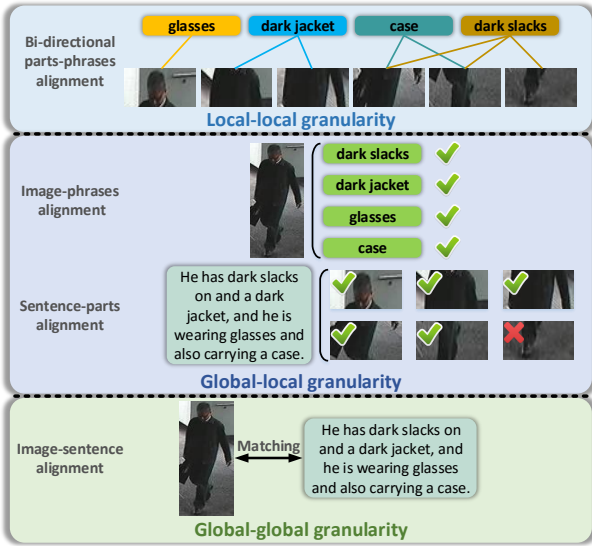 Bi-directional
parts-phrases
alignment
glasses
dark jacket
case
dark slacks
Local-local granularity
Image-phrases
alignment
dark slacks
dark jacket
glasses
case
Sentence-parts
alignment
He has dark slacks
on and a dark
jacket, and he is
wearing glasses and
also carrying a case.
Global-local granularity
Image-sentence
alignment
Matching
He has dark slacks on
and a dark jacket, and
he is wearing glasses
and also carrying a case.
Global-global granularity